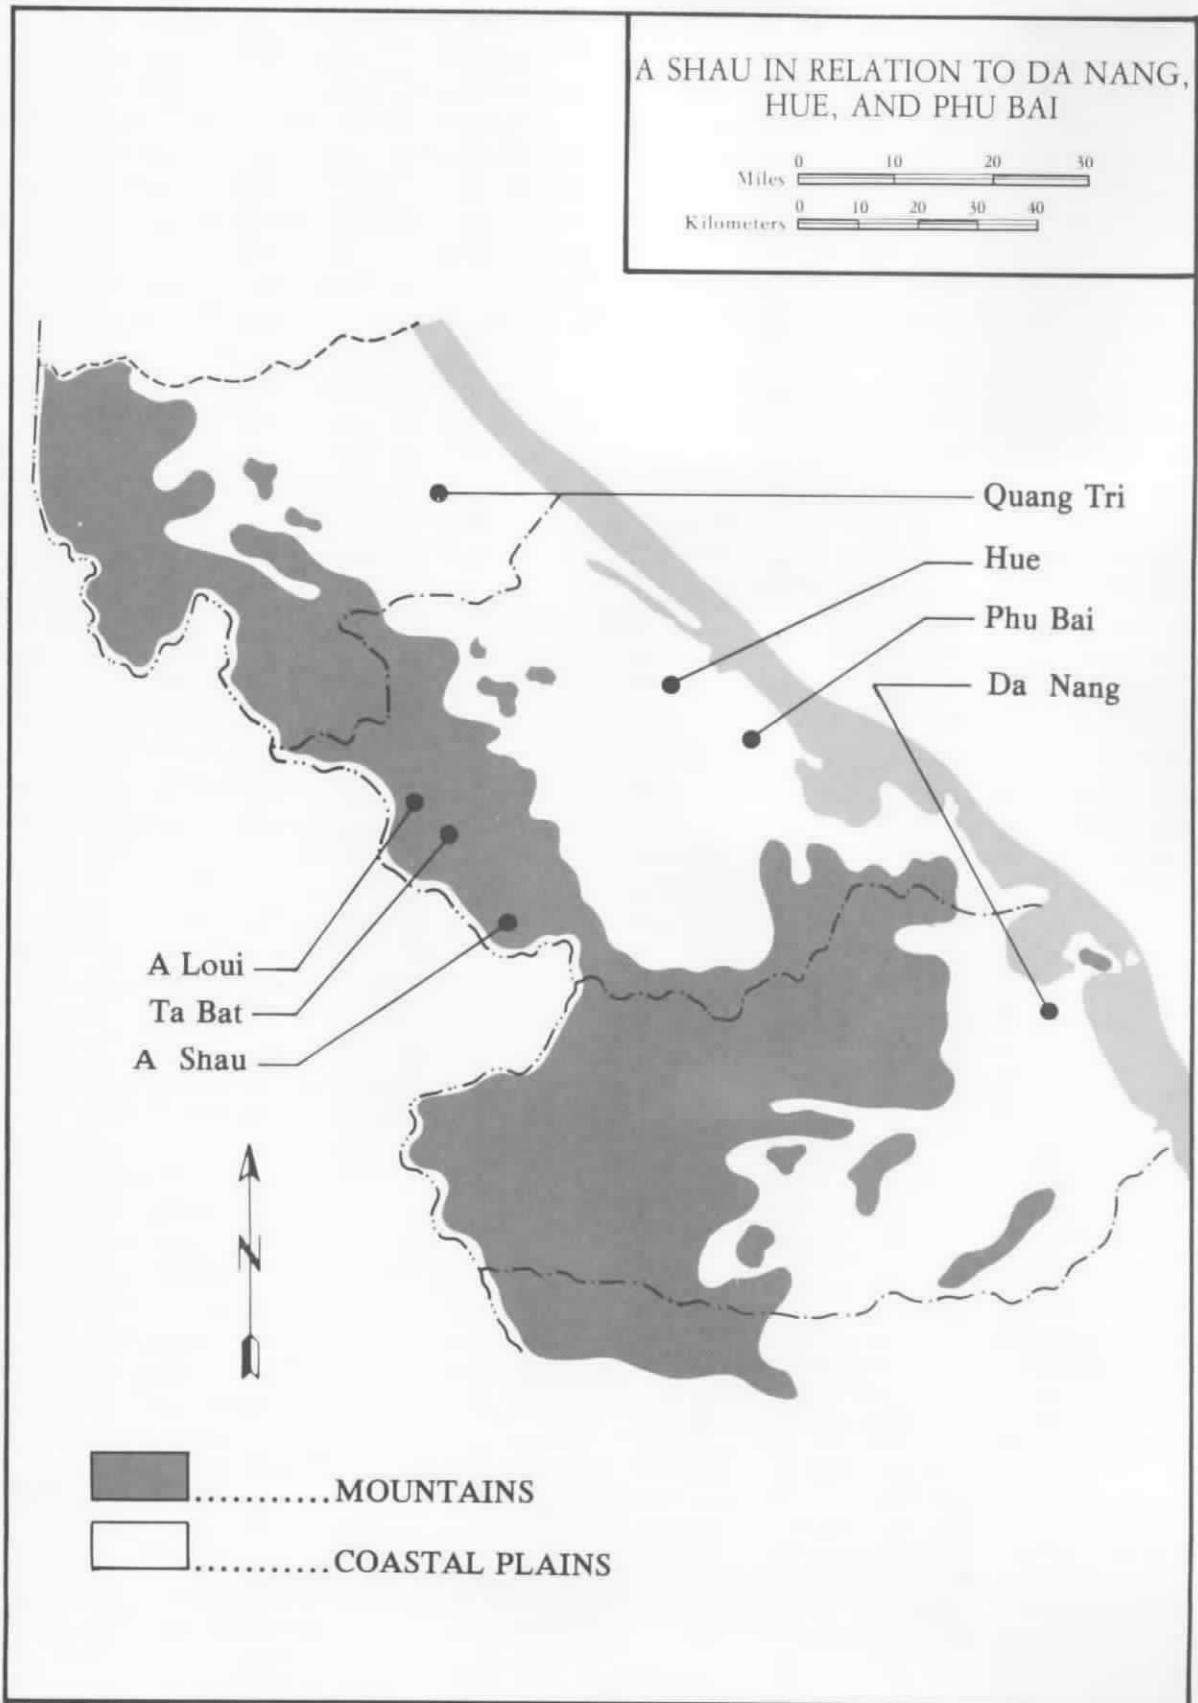 A SHAU IN RELATION TO DA NANG,
HUE, AND PHU BAI
0 10 20 30
Miles
0 10 20 30 40
Kilometers
Quang Tri
Hue
Phu Bai
Da Nang
A Loui
Ta Bat
A Shau
N
...........MOUNTAINS
...........COASTAL PLAINS